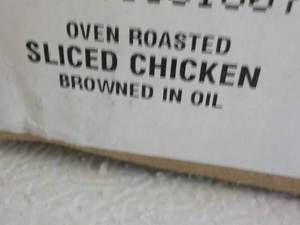 OVEN ROASTED
SLICED CHICKEN
BROWNED IN OIL